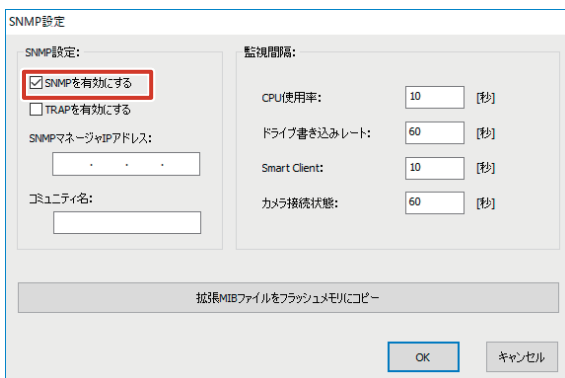 SNMP設定
SNMP設定:
SNMPを有効にする
TRAPを有効にする
SNMPマネージャIPアドレス:
. . .
コミュニティ名:
監視間隔:
CPU使用率: 10 [秒]
ドライブ書き込みレート: 60 [秒]
Smart Client: 10 [秒]
カメラ接続状態: 60 [秒]
拡張MIBファイルをフラッシュメモリにコピー
OK キャンセル